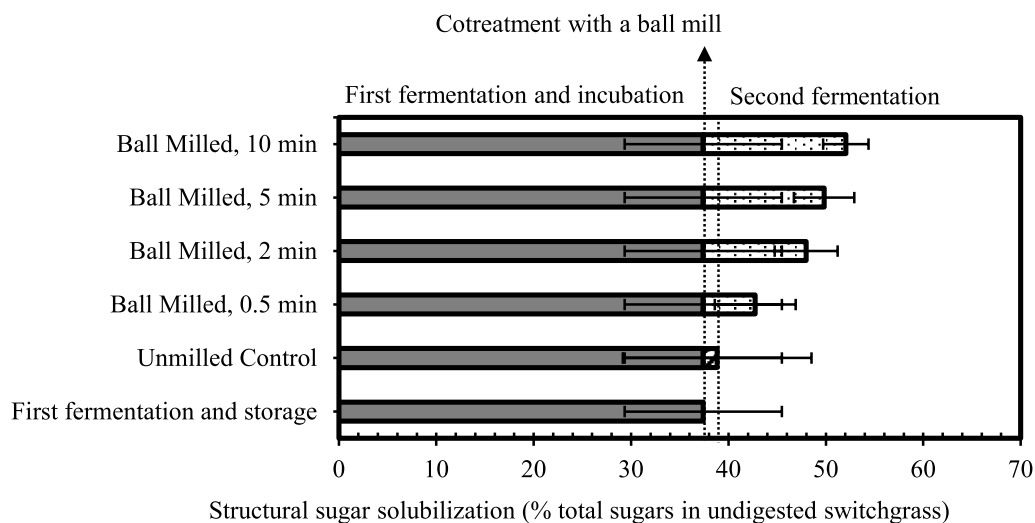 Cotreatment with a ball mill
First fermentation and incubation
Second fermentation
Ball Milled, 10 min
Ball Milled, 5 min
Ball Milled, 2 min
Ball Milled, 0.5 min
Unmilled Control
First fermentation and storage
0 10 20 30 40 50 60 70
Structural sugar solubilization (% total sugars in undigested switchgrass)